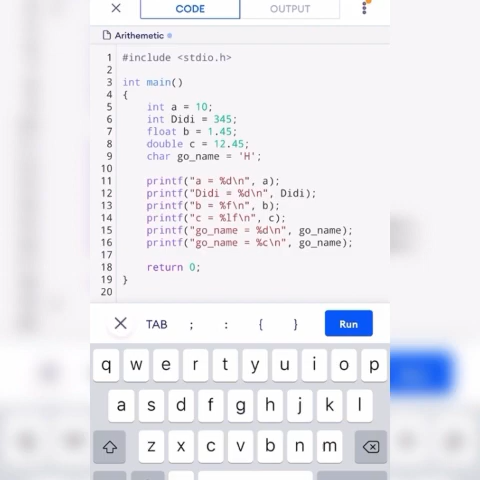 CODE
OUTPUT
Arithemetic
1 #include <stdio.h>
2
3 int main()
4 {
5 int a = 10;
6 int Didi = 345;
7 float b = 1.45;
8 double c = 12.45;
9 char go_name = 'H';
10
11 printf("a = %d\n", a);
12 printf("Didi = %d\n", Didi);
13 printf("b = %f\n", b);
14 printf("c = %lf\n", c);
15 printf("go_name = %d\n", go_name);
16 printf("go_name = %c\n", go_name);
17
18 return 0;
19 }
20
TAB ; : { } Run
q w e r t y u i o p
a s d f g h j k l
z x c v b n m